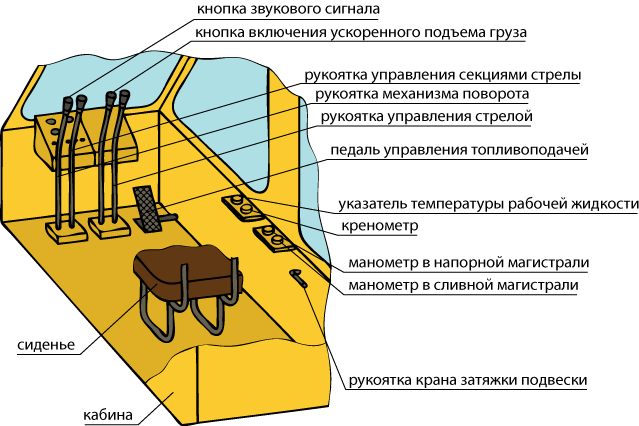 кнопка звукового сигнала
кнопка включения ускоренного подъема груза
рукоятка управления секциями стрелы
рукоятка механизма поворота
рукоятка управления стрелой
педаль управления топливоподачей
указатель температуры рабочей жидкости
кренометр
манометр в напорной магистрали
манометр в сливной магистрали
сиденье
рукоятка крана затяжки подвески
кабина